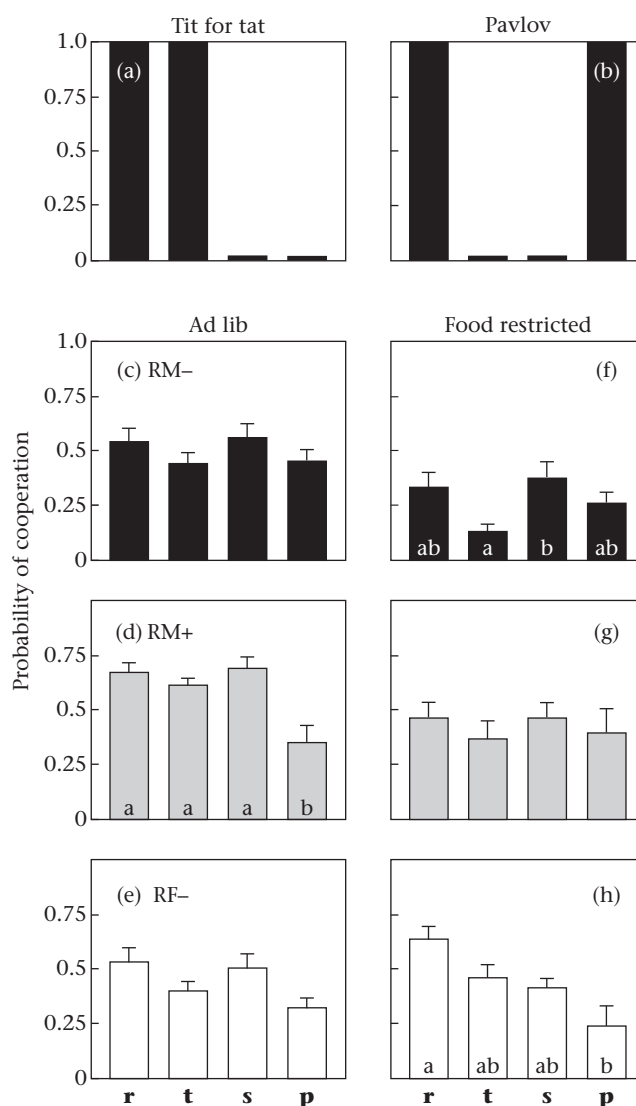 Tit for tat Pavlov
1.0 (a) (b)
0.75
0.5
0.25
0
Ad lib Food restricted
1.0
(c) RM– (f)
0.75
0.5
0.25
0 ab a b ab
Probability of cooperation
(d) RM+ (g)
0.75
0.5
0.25
0 a a a b
(e) RF– (h)
0.75
0.5
0.25
0 a ab ab b
r t s p r t s p